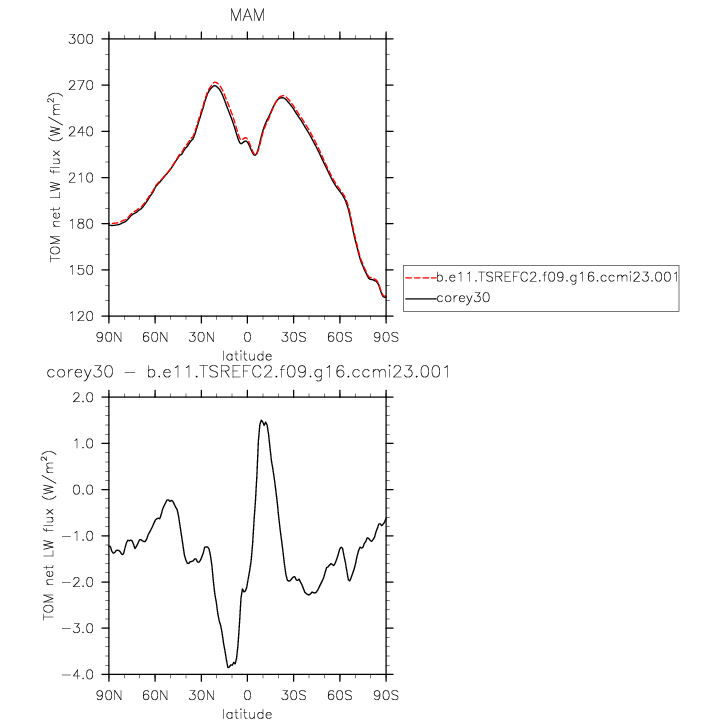 MAM
300
270
240
210
180
150
120
TOM net LW flux (W/m²)
90N 60N 30N 0 30S 60S 90S
latitude
b.e11.TSREFC2.f09.g16.ccmi23.001
corey30
corey30 − b.e11.TSREFC2.f09.g16.ccmi23.001
2.0
1.0
0.0
−1.0
−2.0
−3.0
−4.0
TOM net LW flux (W/m²)
90N 60N 30N 0 30S 60S 90S
latitude